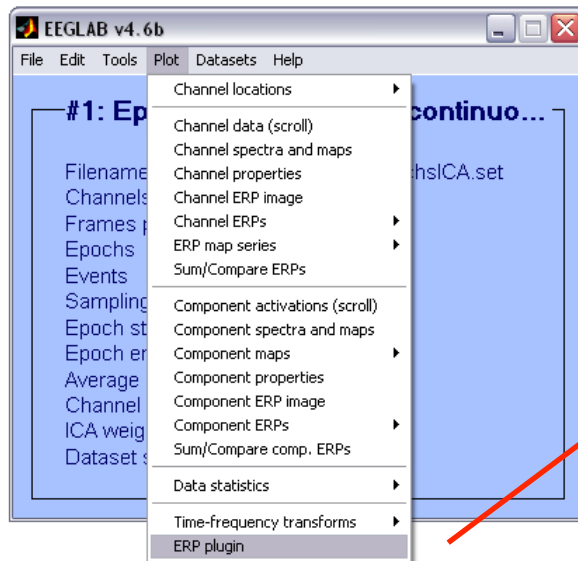 EEGLAB v4.6b
File Edit Tools Plot Datasets Help
#1: Ep continuo...
Channel locations
Channel data (scroll)
Channel spectra and maps
Filename Channel properties hsICA.set
Channels Channel ERP image
Frames p Channel ERPs
Epochs ERP map series
Events Sum/Compare ERPs
Sampling Component activations (scroll)
Epoch st Component spectra and maps
Epoch en Component maps
Average Component properties
Channel Component ERP image
ICA weig Component ERPs
Dataset s Sum/Compare comp. ERPs
Data statistics
Time-frequency transforms
ERP plugin